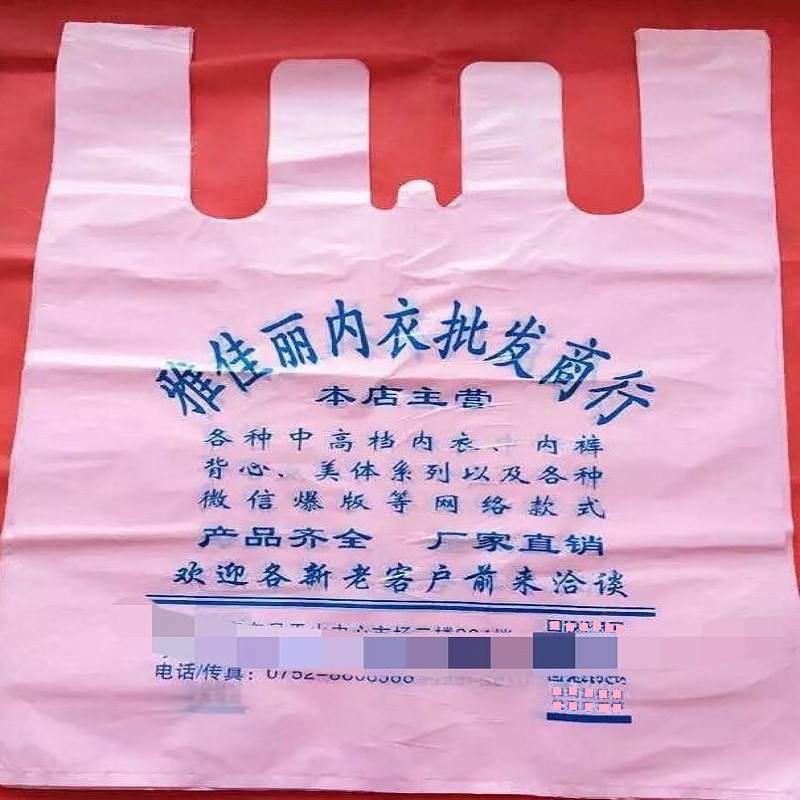 雅佳丽内衣批发商行
本店主营
各种中高档内衣、内裤
背心、美体系列以及各种
微信爆版等网络款式
产品齐全 厂家直销
欢迎各新老客户前来洽谈
电话/传真：0752-